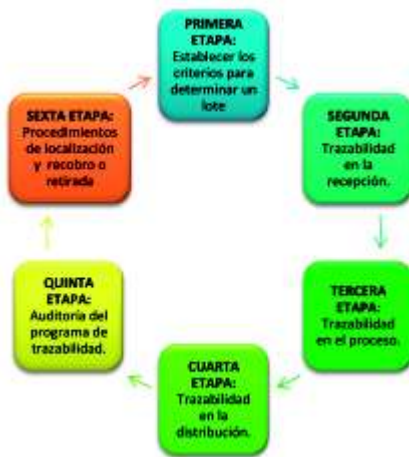 PRIMERA
ETAPA:
Establecer los
criterios para
determinar un
lote
SEGUNDA
ETAPA:
Trazabilidad
en la
recepción.
TERCERA
ETAPA:
Trazabilidad
en el proceso.
CUARTA
ETAPA:
Trazabilidad
en la
distribución.
QUINTA
ETAPA:
Auditoría del
programa de
trazabilidad.
SEXTA ETAPA:
Procedimientos
de localización
y recobro o
retirada